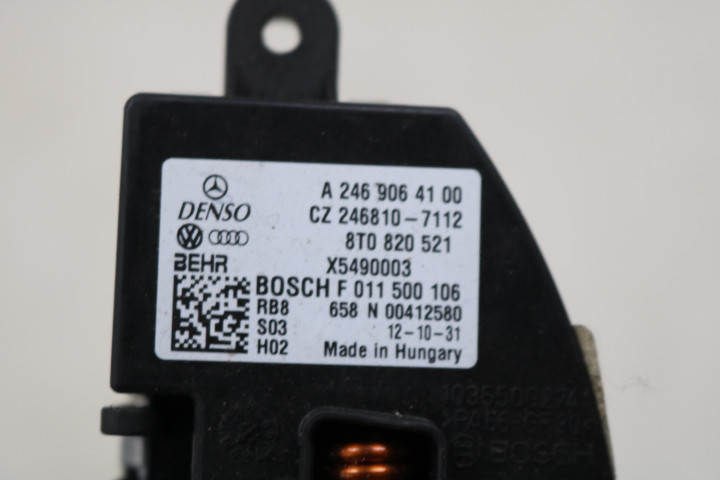 A 246 906 41 00
DENSO CZ 246810-7112
8T0 820 521
BEHR X5490003
BOSCH F 011 500 106
RB8 658 N 00412580
S03 12-10-31
H02 Made in Hungary
BOSCH